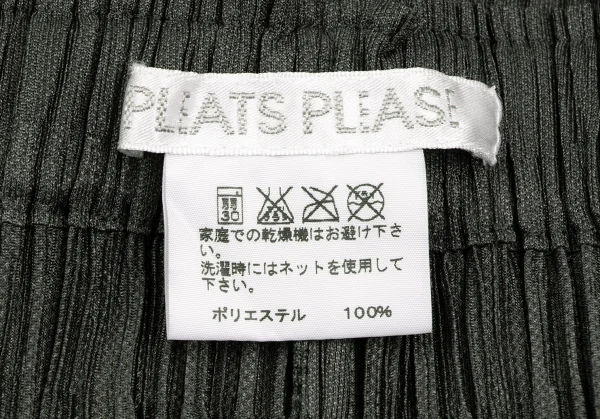 PLEATS PLEASE
弱 30
家庭での乾燥機はお避け下さ
い。
洗濯時にはネットを使用して
下さい。
ポリエステル 100%